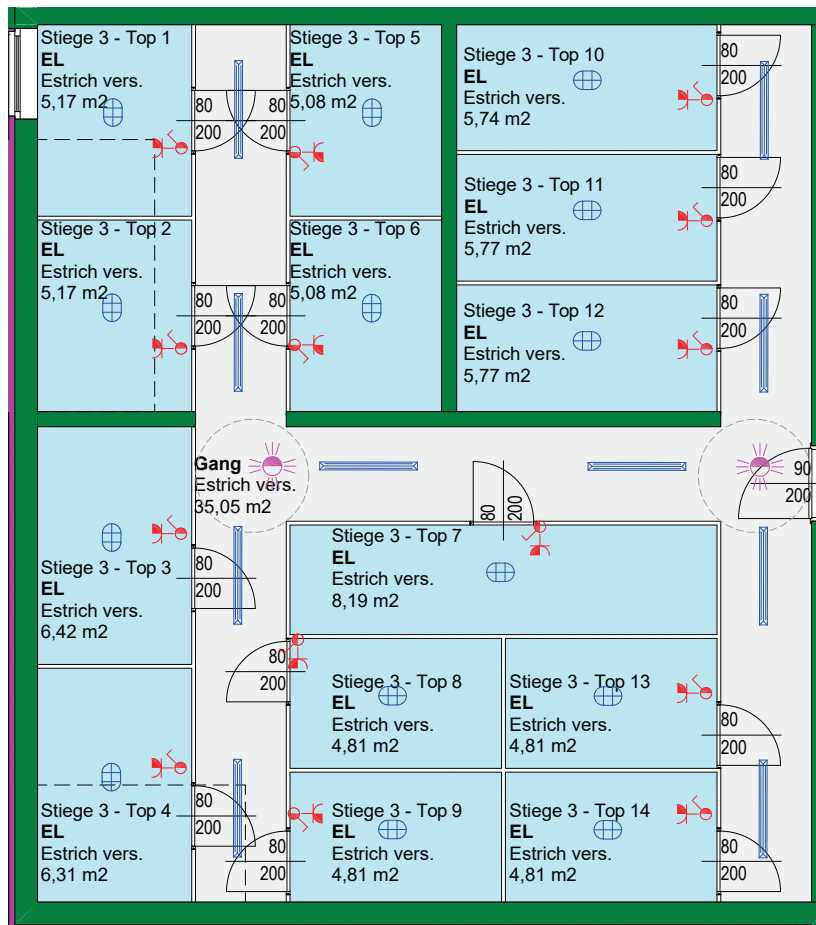 Stiege 3 - Top 1
EL
Estrich vers.
5,17 m2
80
200
Stiege 3 - Top 5
EL
Estrich vers.
5,08 m2
80
200
Stiege 3 - Top 10
EL
Estrich vers.
5,74 m2
80
200
Stiege 3 - Top 11
EL
Estrich vers.
5,77 m2
80
200
Stiege 3 - Top 2
EL
Estrich vers.
5,17 m2
80
200
Stiege 3 - Top 6
EL
Estrich vers.
5,08 m2
80
200
Stiege 3 - Top 12
EL
Estrich vers.
5,77 m2
80
200
Gang
Estrich vers.
35,05 m2
90
200
80
200
Stiege 3 - Top 7
EL
Estrich vers.
8,19 m2
Stiege 3 - Top 3
EL
Estrich vers.
6,42 m2
80
200
80
200
Stiege 3 - Top 8
EL
Estrich vers.
4,81 m2
Stiege 3 - Top 13
EL
Estrich vers.
4,81 m2
80
200
Stiege 3 - Top 4
EL
Estrich vers.
6,31 m2
80
200
80
200
Stiege 3 - Top 9
EL
Estrich vers.
4,81 m2
Stiege 3 - Top 14
EL
Estrich vers.
4,81 m2
80
200